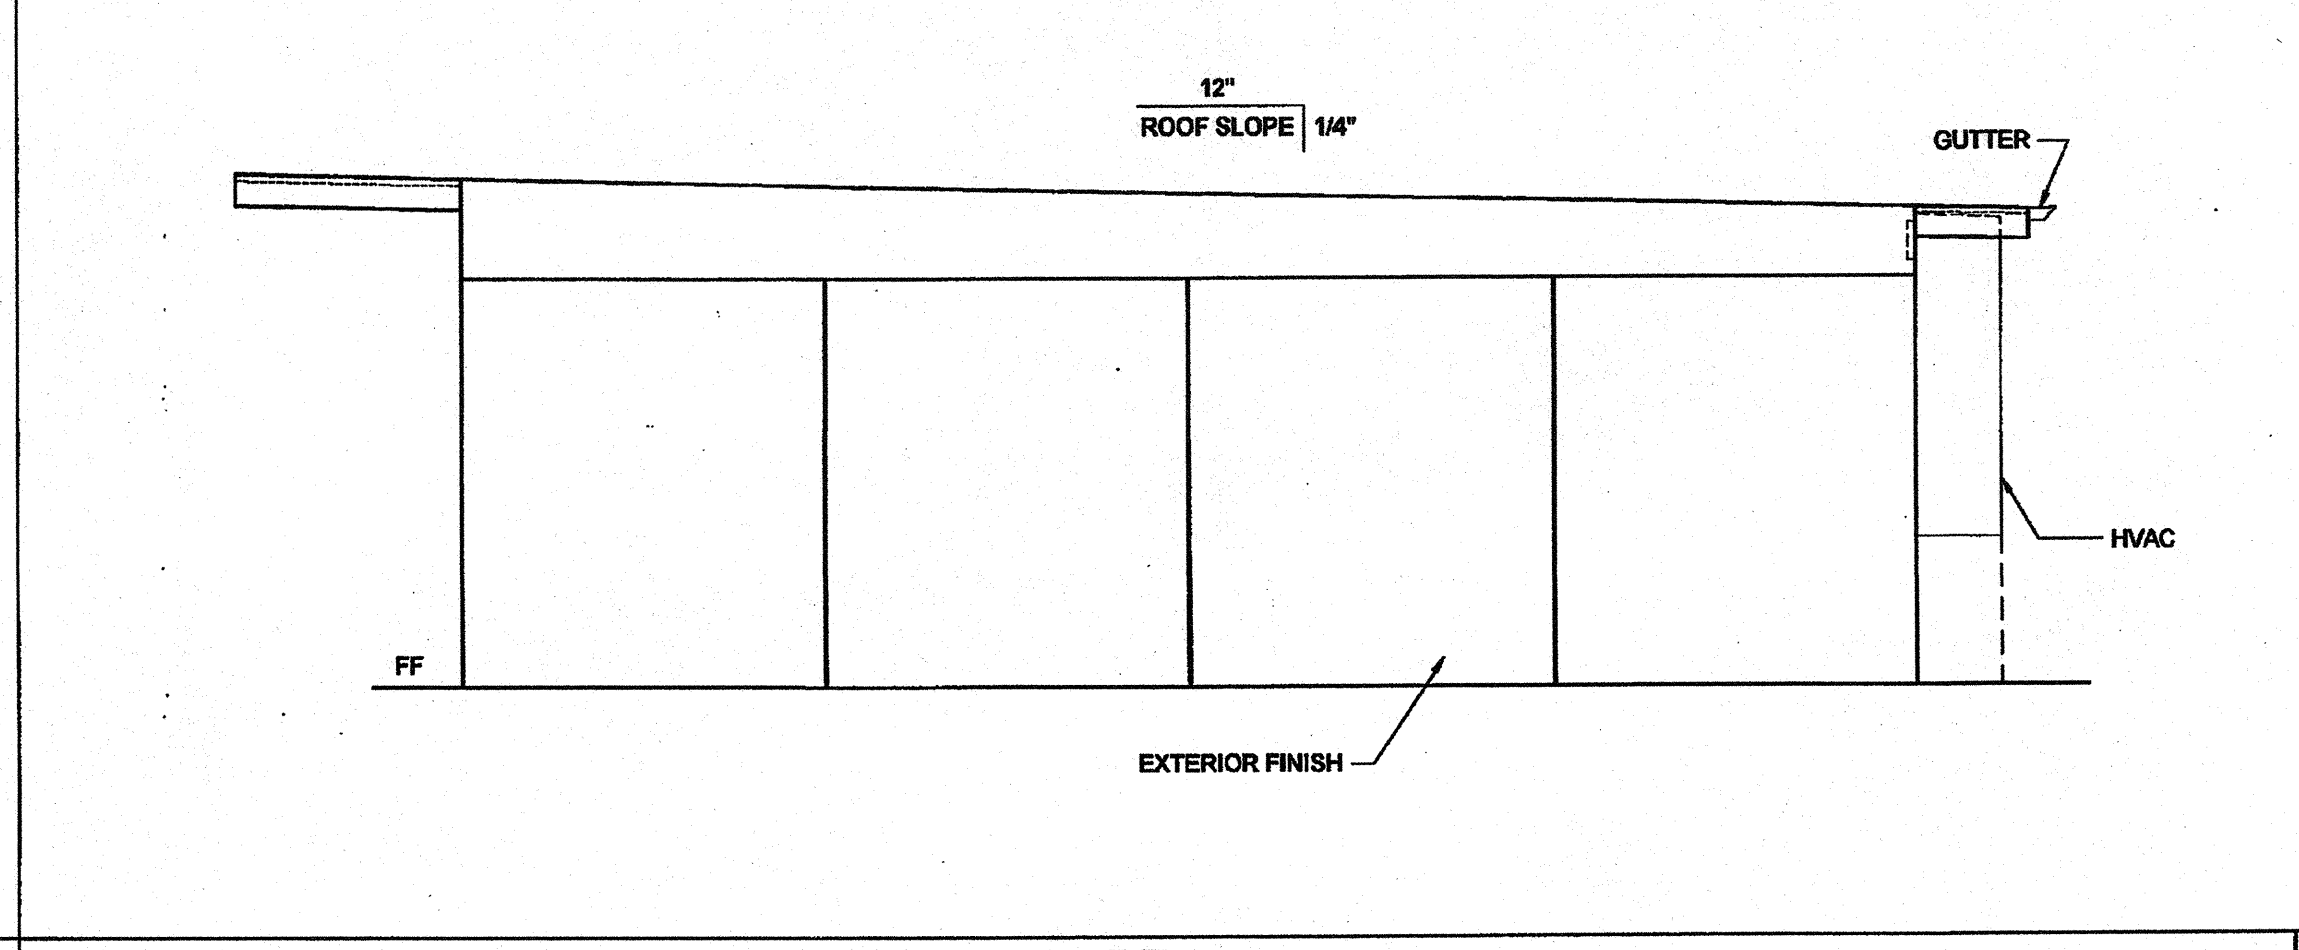 12"
ROOF SLOPE 1/4"
GUTTER
HVAC
FF
EXTERIOR FINISH